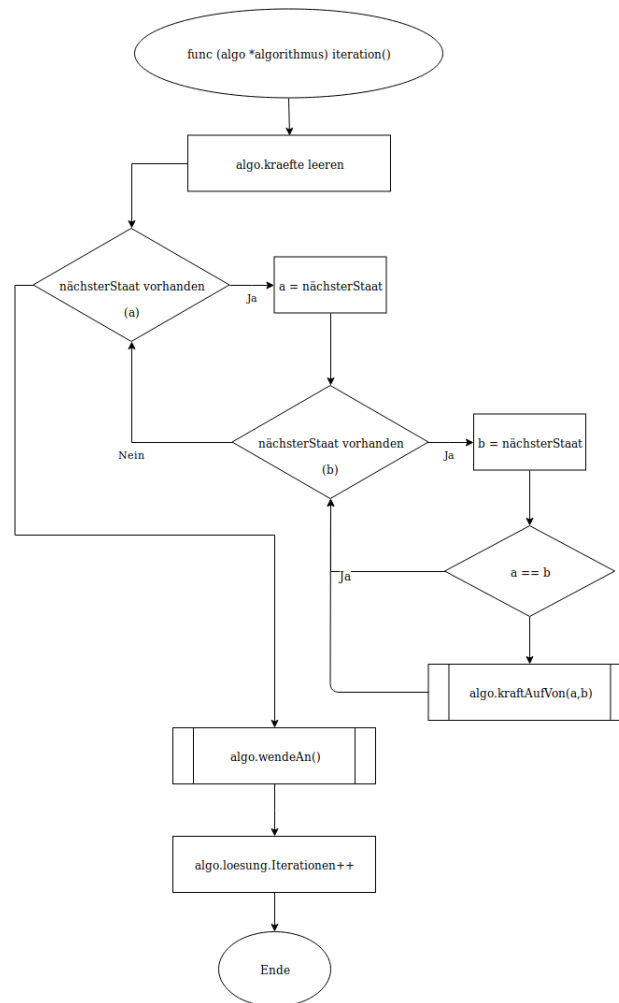 func (algo *algorithmus) iteration()
algo.kraefte leeren
nächsterStaat vorhanden
(a)
Ja
a = nächsterStaat
nächsterStaat vorhanden
(b)
Nein
Ja
b = nächsterStaat
a == b
Ja
algo.kraftAufVon(a,b)
algo.wendeAn()
algo.loesung.Iterationen++
Ende